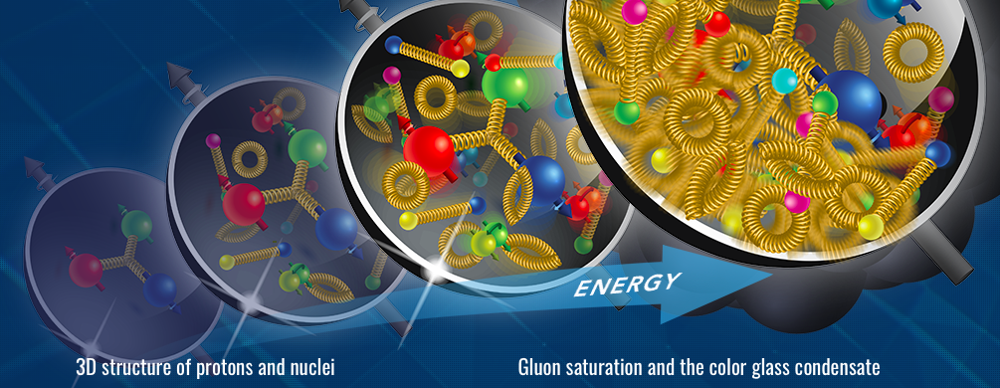 ENERGY
3D structure of protons and nuclei
Gluon saturation and the color glass condensate